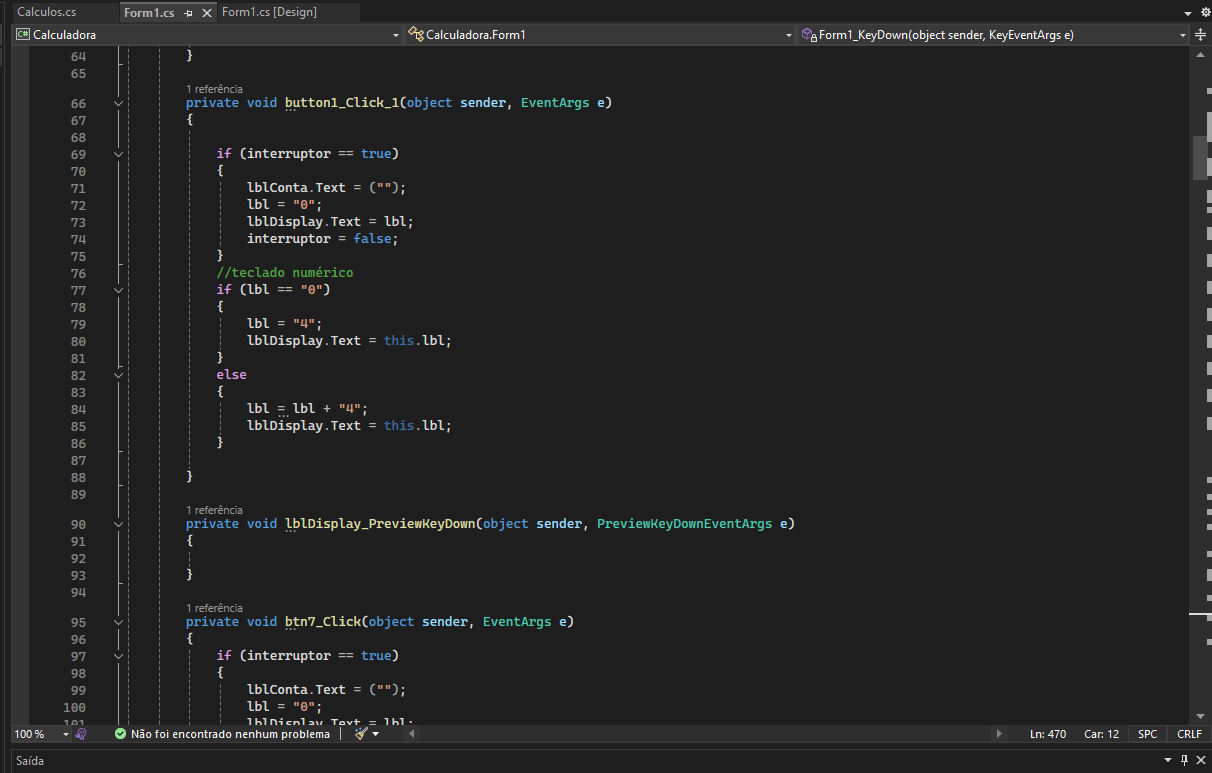 Calculos.cs Form1.cs Form1.cs [Design]
C# Calculadora Calculadora.Form1 Form1_KeyDown(object sender, KeyEventArgs e)
64 }
65
1 referência
66 private void button1_Click_1(object sender, EventArgs e)
67 {
68
69 if (interruptor == true)
70 {
71 lblConta.Text = ("");
72 lbl = "0";
73 lblDisplay.Text = lbl;
74 interruptor = false;
75 }
76 //teclado numérico
77 if (lbl == "0")
78 {
79 lbl = "4";
80 lblDisplay.Text = this.lbl;
81 }
82 else
83 {
84 lbl = lbl + "4";
85 lblDisplay.Text = this.lbl;
86 }
87
88 }
89
1 referência
90 private void lblDisplay_PreviewKeyDown(object sender, PreviewKeyDownEventArgs e)
91 {
92
93 }
94
1 referência
95 private void btn7_Click(object sender, EventArgs e)
96 {
97 if (interruptor == true)
98 {
99 lblConta.Text = ("");
100 lbl = "0";
101 lblDisplay.Text = lbl;
100 % Não foi encontrado nenhum problema Ln: 470 Car: 12 SPC CRLF
Saída